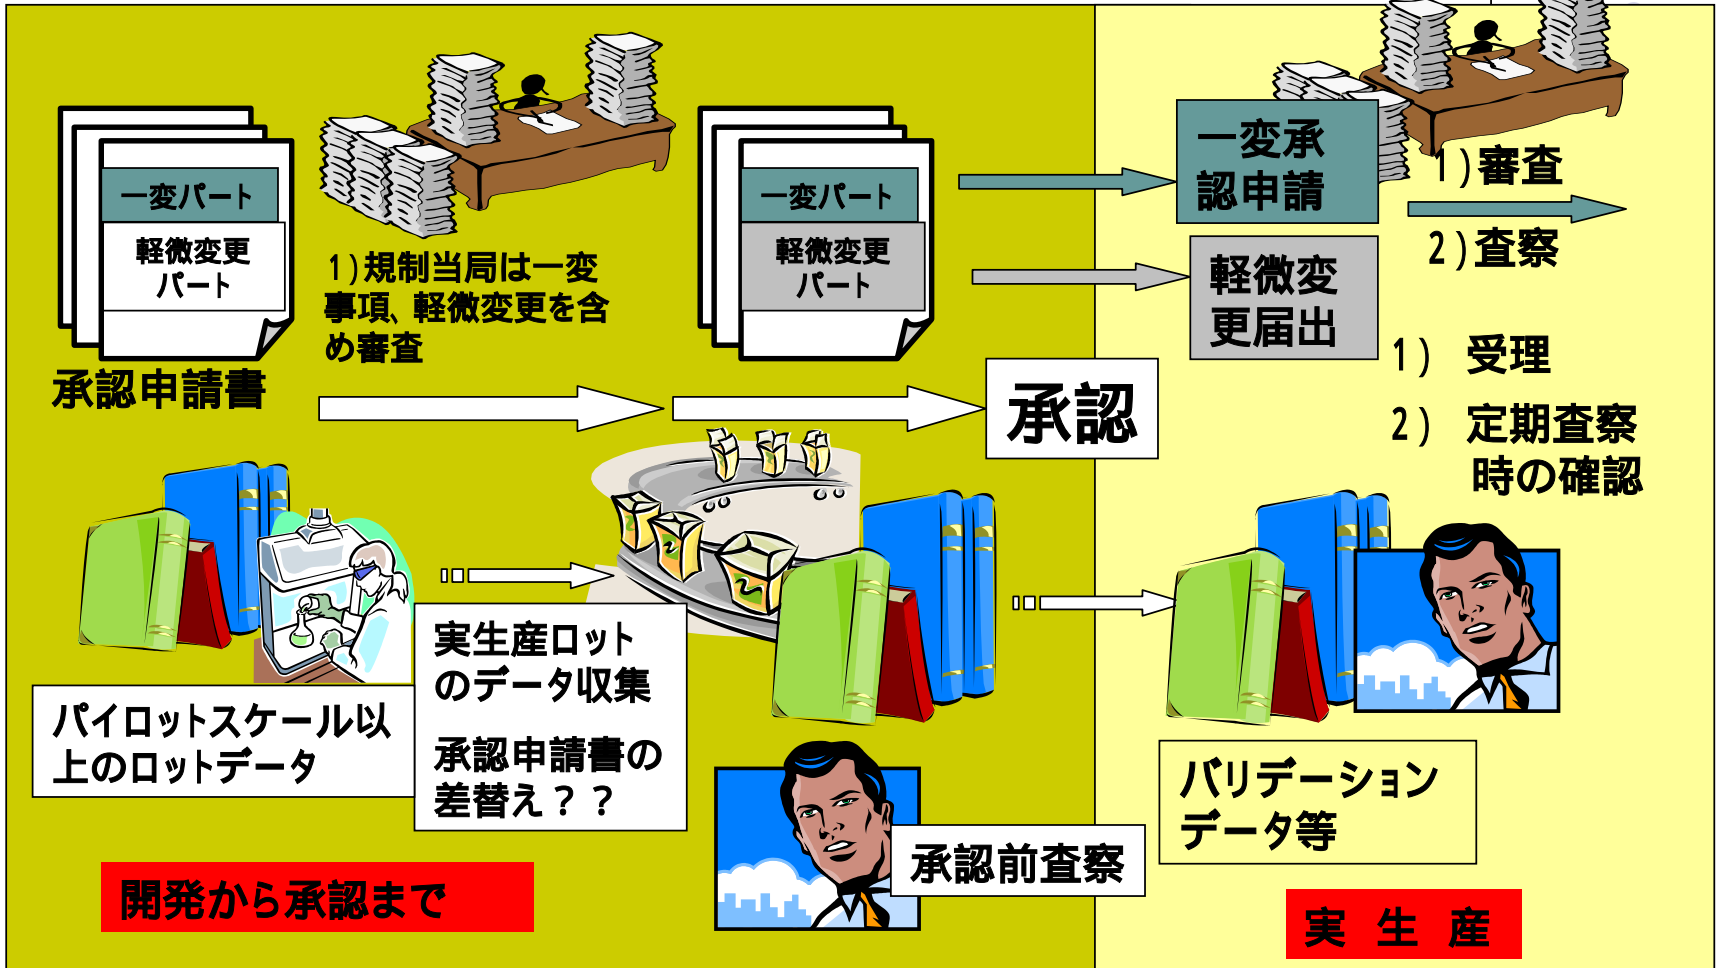 一変パート
軽微変更
パート
承認申請書
1)規制当局は一変
事項、軽微変更を含
め審査
一変パート
軽微変更
パート
承認
一変承
認申請
1)審査
2)査察
軽微変
更届出
1) 受理
2) 定期査察
時の確認
パイロットスケール以
上のロットデータ
実生産ロット
のデータ収集
承認申請書の
差替え？？
承認前査察
バリデーション
データ等
開発から承認まで
実 生 産